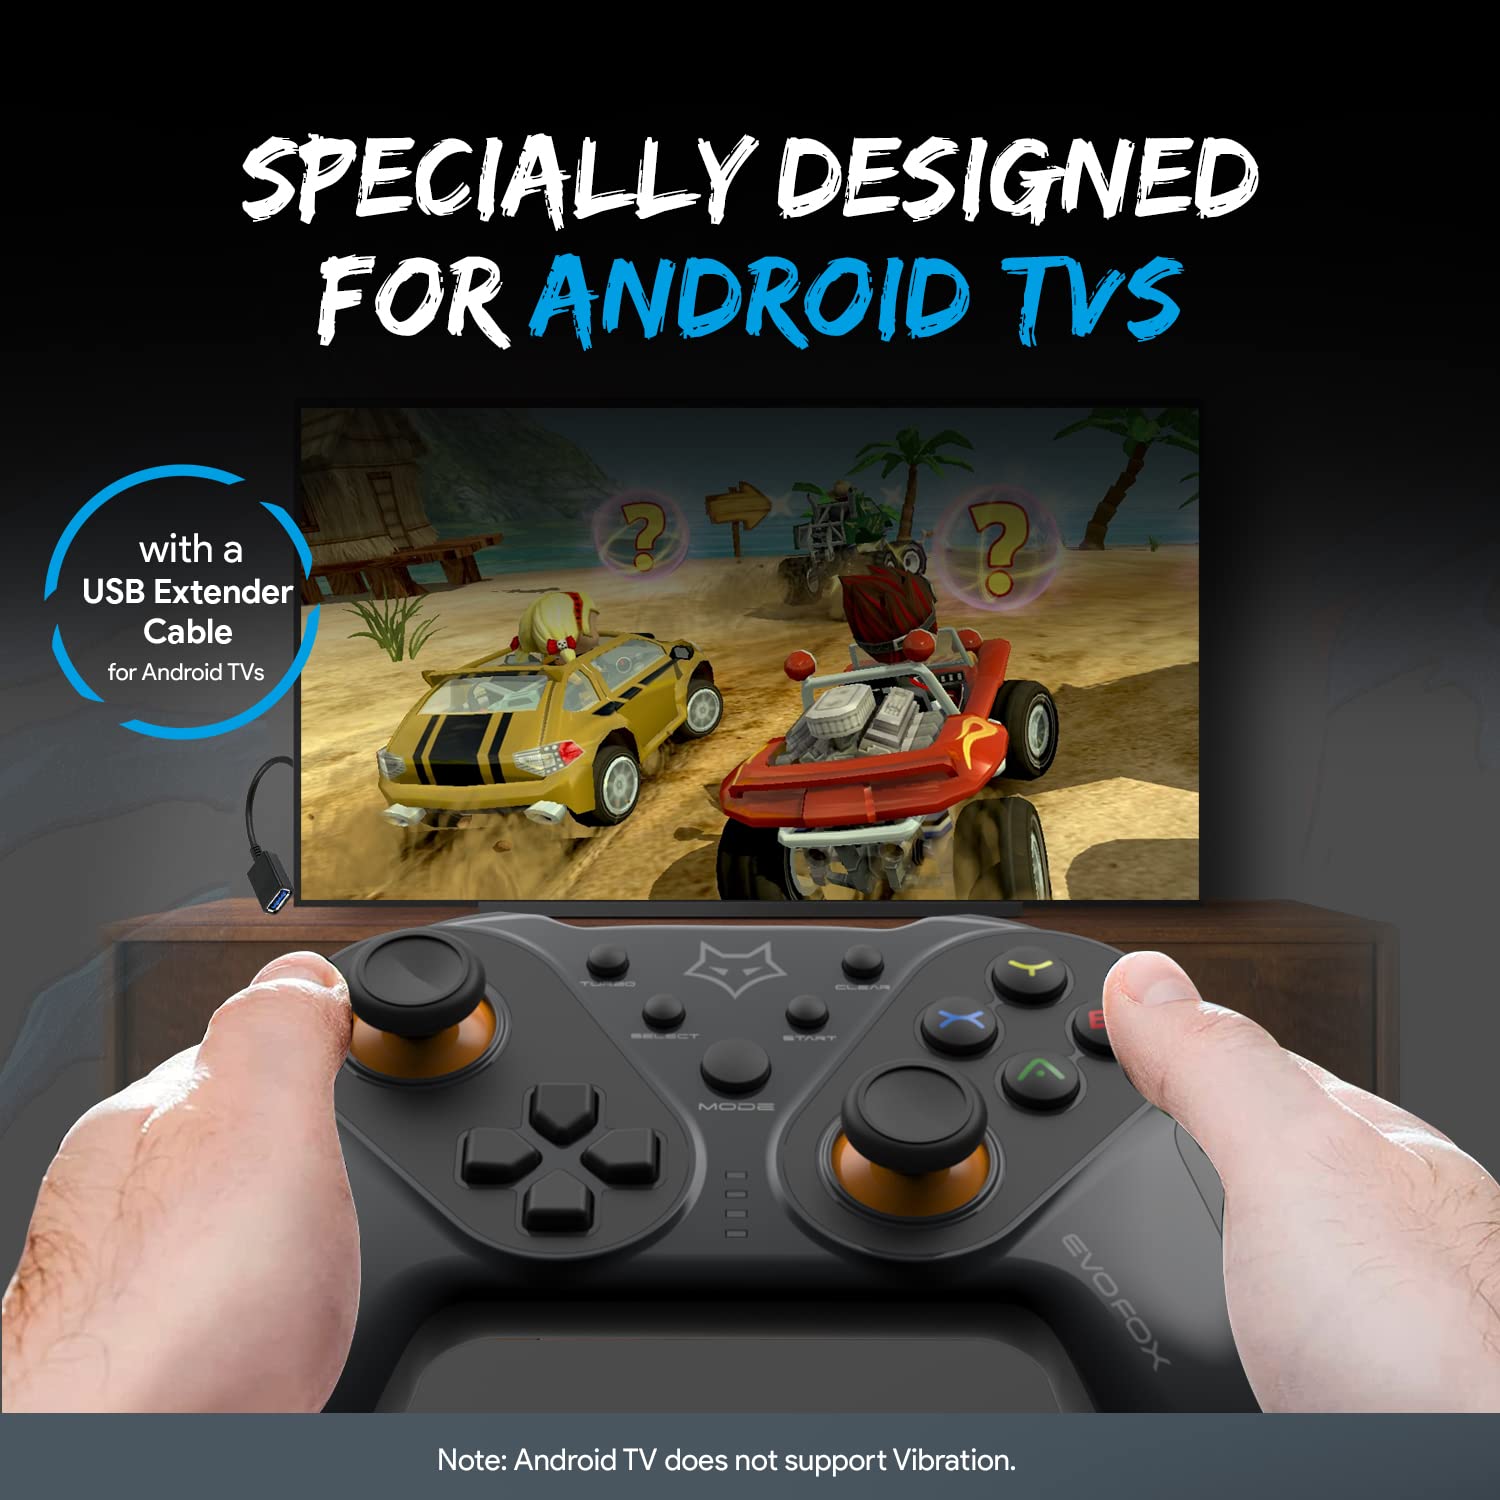 SPECIALLY DESIGNED
FOR ANDROID TVS
with a
USB Extender
Cable
for Android TVs
?
?
TURBO
CLEAR
SELECT
START
MODE
Y
X
B
A
EVOFOX
Note: Android TV does not support Vibration.